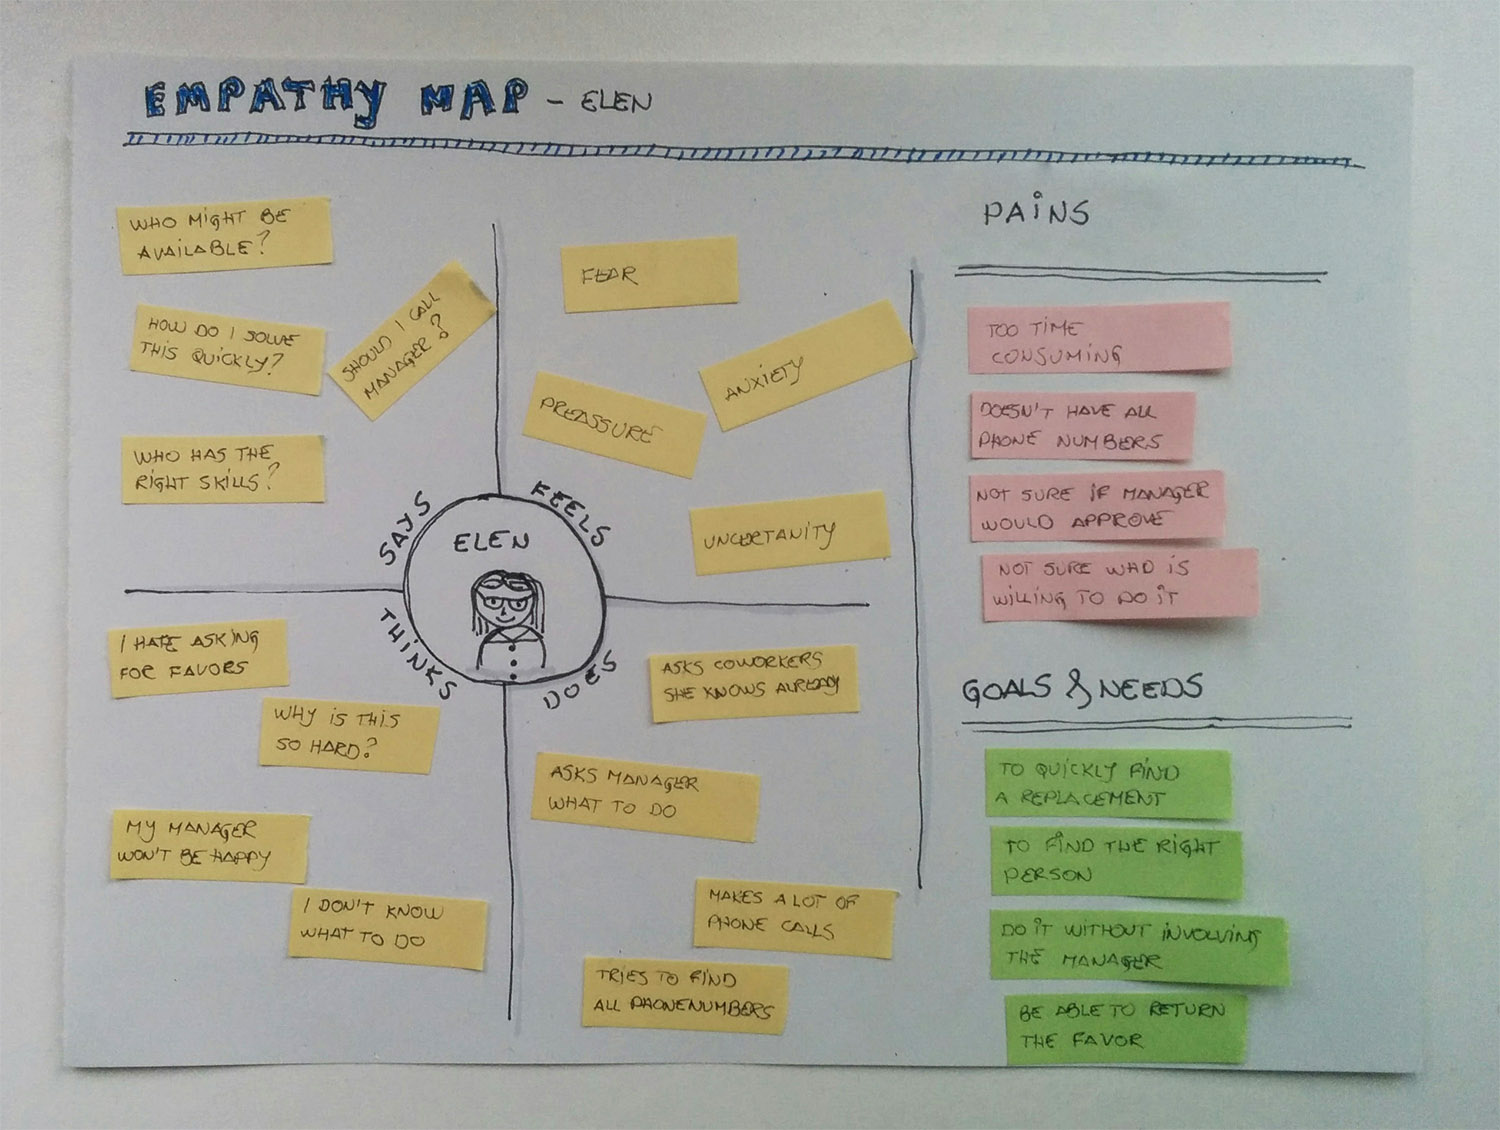 EMPATHY MAP - ELEN
WHO MIGHT BE
AVAILABLE?
HOW DO I SOLVE
THIS QUICKLY?
SHOULD I CALL
MANAGER?
WHO HAS THE
RIGHT SKILLS?
FEAR
ANXIETY
PREASSURE
UNCERTANITY
SAYS
FEELS
ELEN
THINKS
DOES
I HATE ASKING
FOR FAVORS
WHY IS THIS
SO HARD?
MY MANAGER
WON'T BE HAPPY
I DON'T KNOW
WHAT TO DO
ASKS COWORKERS
SHE KNOWS ALREADY
ASKS MANAGER
WHAT TO DO
MAKES A LOT OF
PHONE CALLS
TRIES TO FIND
ALL PHONENUMBERS
PAINS
TOO TIME
CONSUMING
DOESN'T HAVE ALL
PHONE NUMBERS
NOT SURE IF MANAGER
WOULD APPROVE
NOT SURE WHO IS
WILLING TO DO IT
GOALS & NEEDS
TO QUICKLY FIND
A REPLACEMENT
TO FIND THE RIGHT
PERSON
DO IT WITHOUT INVOLVING
THE MANAGER
BE ABLE TO RETURN
THE FAVOR